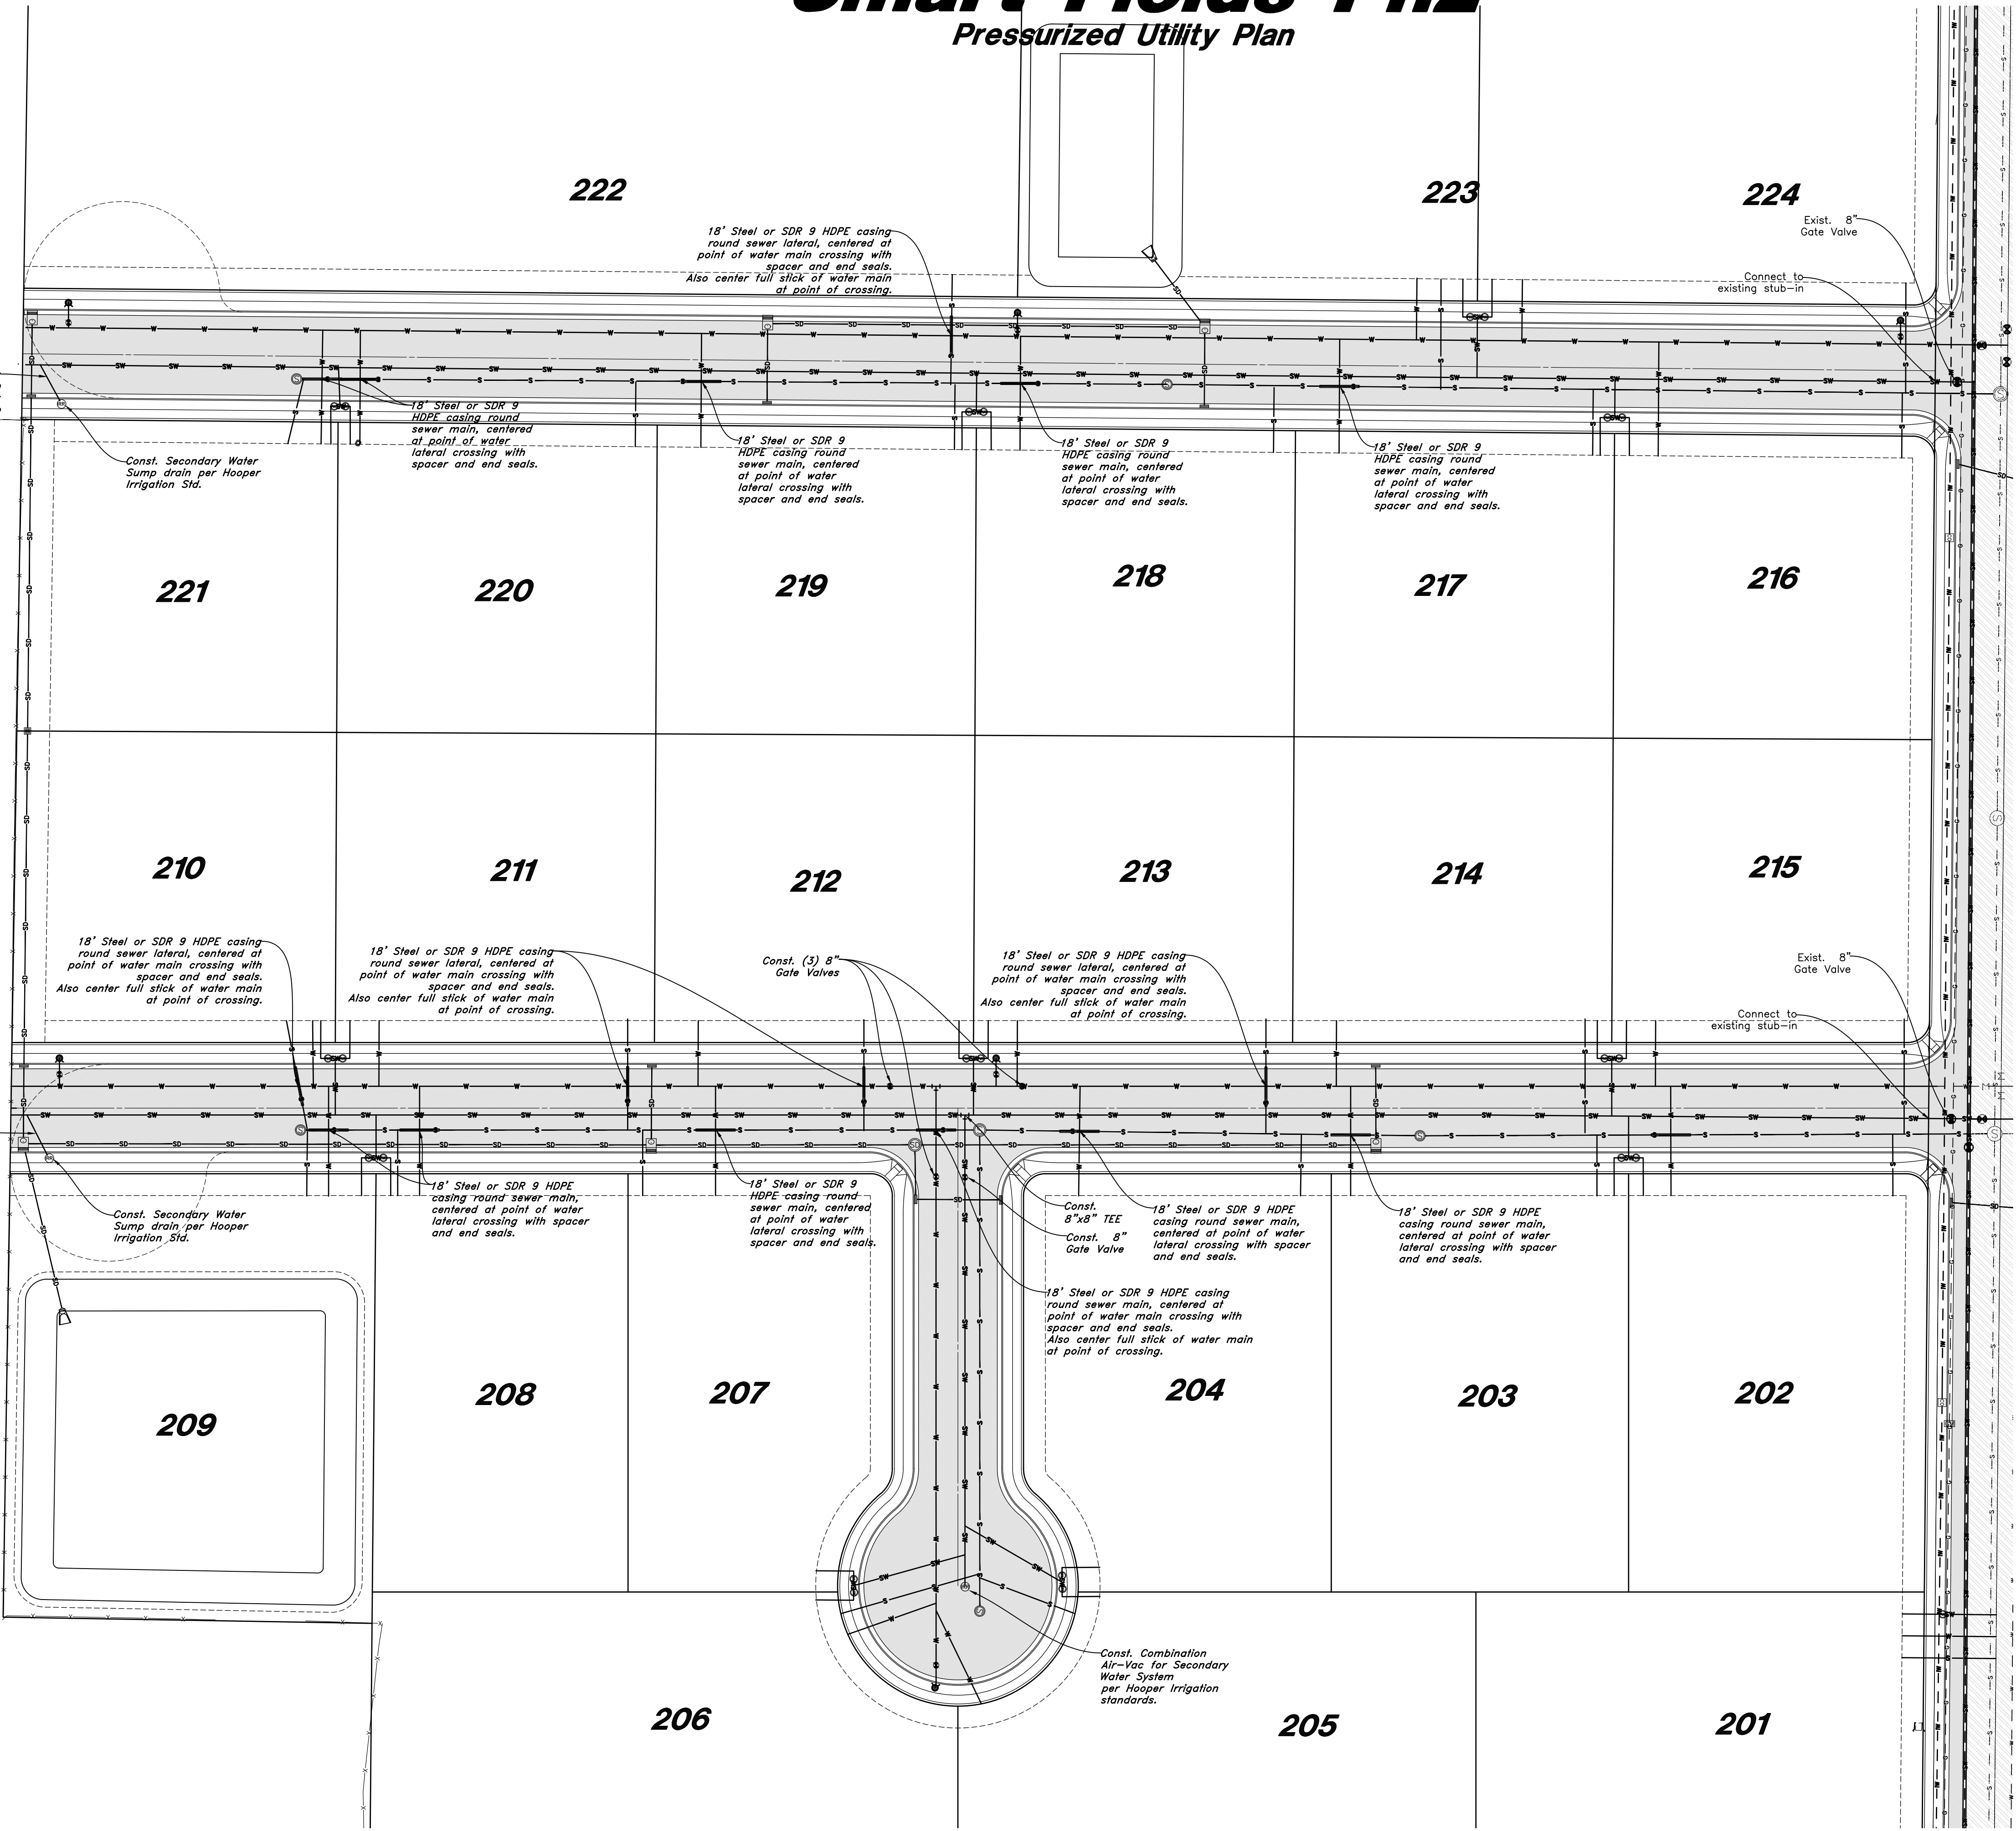 Smart Fields Ph2
Pressurized Utility Plan
222
223
224
18' Steel or SDR 9 HDPE casing
round sewer lateral, centered at
point of water main crossing with
spacer and end seals.
Also center full stick of water main
at point of crossing.
Exist. 8"
Gate Valve
Connect to
existing stub-in
Const. Secondary Water
Sump drain per Hooper
Irrigation Std.
18' Steel or SDR 9
HDPE casing round
sewer main, centered
at point of water
lateral crossing with
spacer and end seals.
18' Steel or SDR 9
HDPE casing round
sewer main, centered
at point of water
lateral crossing with
spacer and end seals.
18' Steel or SDR 9
HDPE casing round
sewer main, centered
at point of water
lateral crossing with
spacer and end seals.
18' Steel or SDR 9
HDPE casing round
sewer main, centered
at point of water
lateral crossing with
spacer and end seals.
221
220
219
218
217
216
210
211
212
213
214
215
18' Steel or SDR 9 HDPE casing
round sewer lateral, centered at
point of water main crossing with
spacer and end seals.
Also center full stick of water main
at point of crossing.
18' Steel or SDR 9 HDPE casing
round sewer lateral, centered at
point of water main crossing with
spacer and end seals.
Also center full stick of water main
at point of crossing.
Const. (3) 8"
Gate Valves
18' Steel or SDR 9 HDPE casing
round sewer lateral, centered at
point of water main crossing with
spacer and end seals.
Also center full stick of water main
at point of crossing.
Exist. 8"
Gate Valve
Connect to
existing stub-in
Const. Secondary Water
Sump drain per Hooper
Irrigation Std.
18' Steel or SDR 9 HDPE
casing round sewer main,
centered at point of water
lateral crossing with spacer
and end seals.
18' Steel or SDR 9
HDPE casing round
sewer main, centered
at point of water
lateral crossing with
spacer and end seals.
Const.
8"x8" TEE
Const. 8"
Gate Valve
18' Steel or SDR 9 HDPE
casing round sewer main,
centered at point of water
lateral crossing with spacer
and end seals.
18' Steel or SDR 9 HDPE
casing round sewer main,
centered at point of water
lateral crossing with spacer
and end seals.
18' Steel or SDR 9 HDPE casing
round sewer main, centered at
point of water main crossing with
spacer and end seals.
Also center full stick of water main
at point of crossing.
209
208
207
204
203
202
Const. Combination
Air-Vac for Secondary
Water System
per Hooper Irrigation
standards.
206
205
201